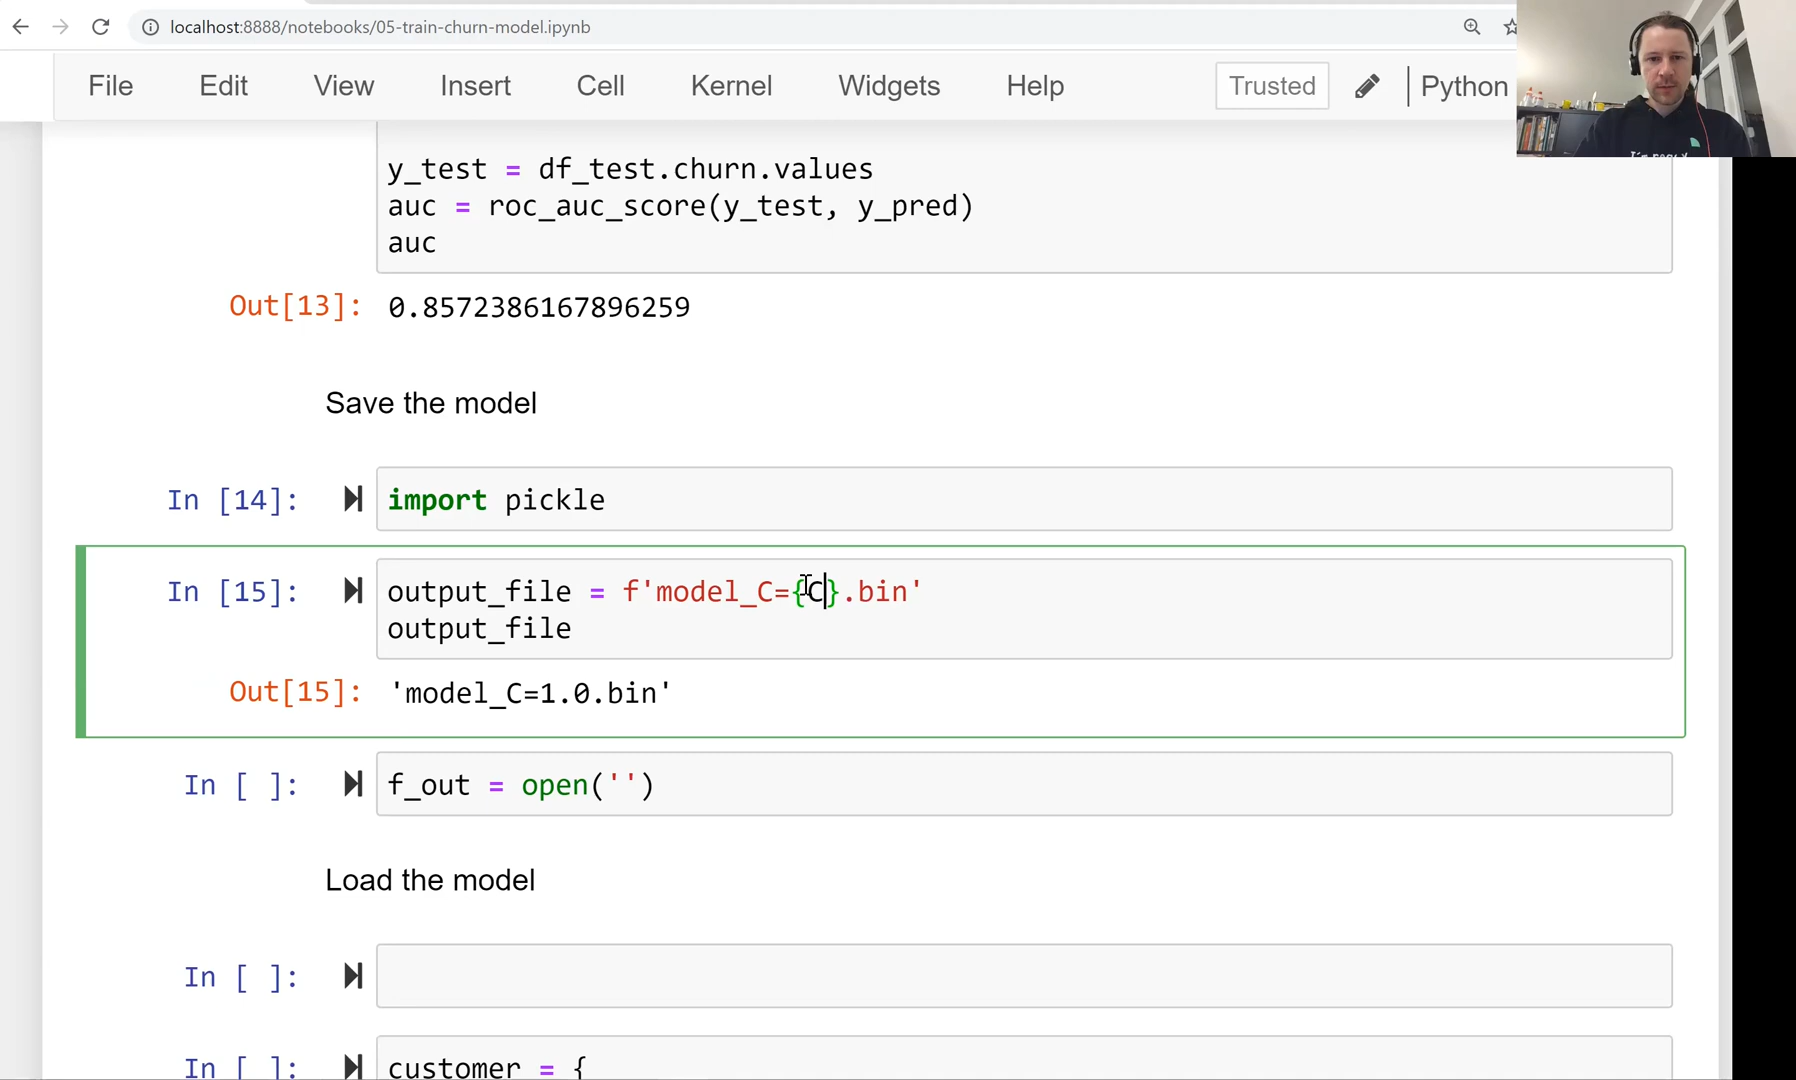 localhost:8888/notebooks/05-train-churn-model.ipynb
File Edit View Insert Cell Kernel Widgets Help Trusted Python
y_test = df_test.churn.values
auc = roc_auc_score(y_test, y_pred)
auc
Out[13]: 0.8572386167896259
Save the model
In [14]: import pickle
In [15]: output_file = f'model_C={C}.bin'
output_file
Out[15]: 'model_C=1.0.bin'
In [ ]: f_out = open('')
Load the model
In [ ]:
In [ ]: customer = {